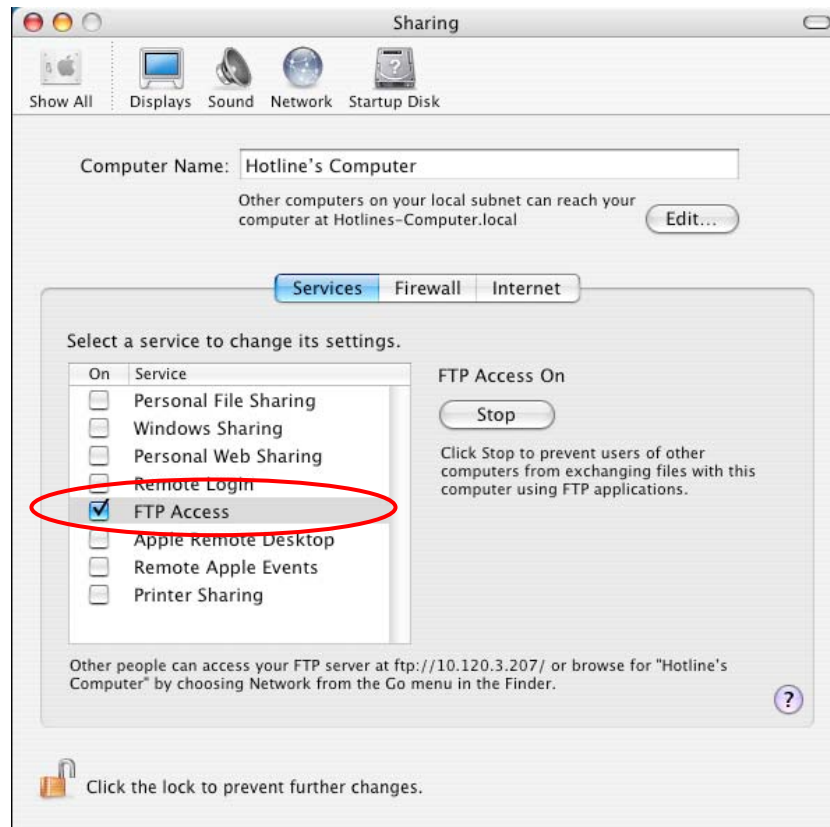 Sharing
Show All
Displays
Sound
Network
Startup Disk
Computer Name:
Hotline's Computer
Other computers on your local subnet can reach your
computer at Hotlines-Computer.local
Edit...
Services
Firewall
Internet
Select a service to change its settings.
On
Service
Personal File Sharing
Windows Sharing
Personal Web Sharing
Remote Login
FTP Access
Apple Remote Desktop
Remote Apple Events
Printer Sharing
FTP Access On
Stop
Click Stop to prevent users of other
computers from exchanging files with this
computer using FTP applications.
Other people can access your FTP server at ftp://10.120.3.207/ or browse for "Hotline's
Computer" by choosing Network from the Go menu in the Finder.
?
Click the lock to prevent further changes.